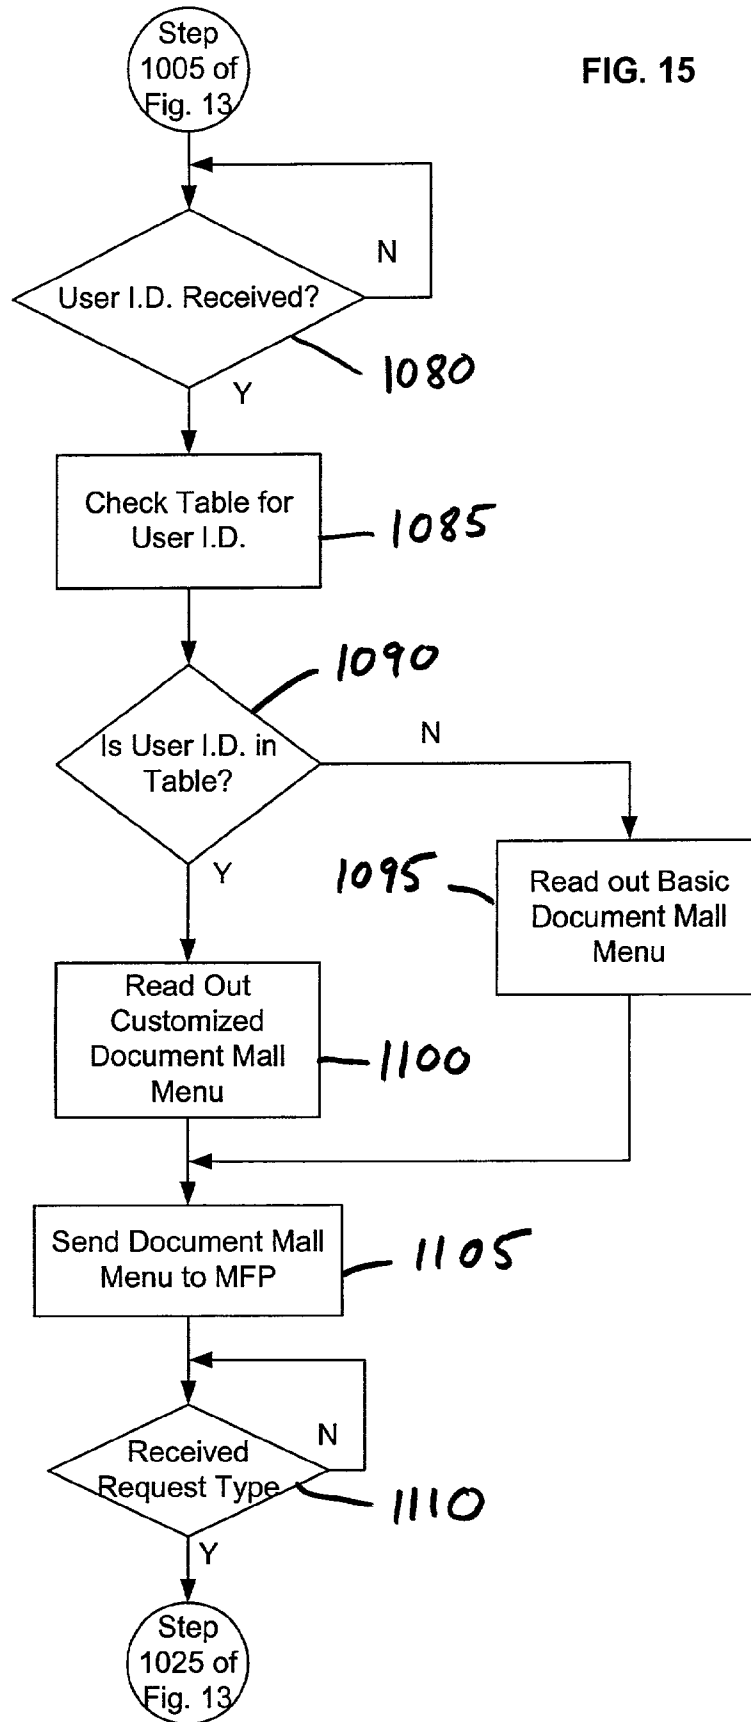 Step
1005 of
Fig. 13
FIG. 15
N
User I.D. Received?
1080
Y
Check Table for
User I.D.
1085
1090
Is User I.D. in
Table?
N
Y
1095
Read out Basic
Document Mall
Menu
Read Out
Customized
Document Mall
Menu
1100
Send Document Mall
Menu to MFP
1105
N
Received
Request Type
1110
Y
Step
1025 of
Fig. 13